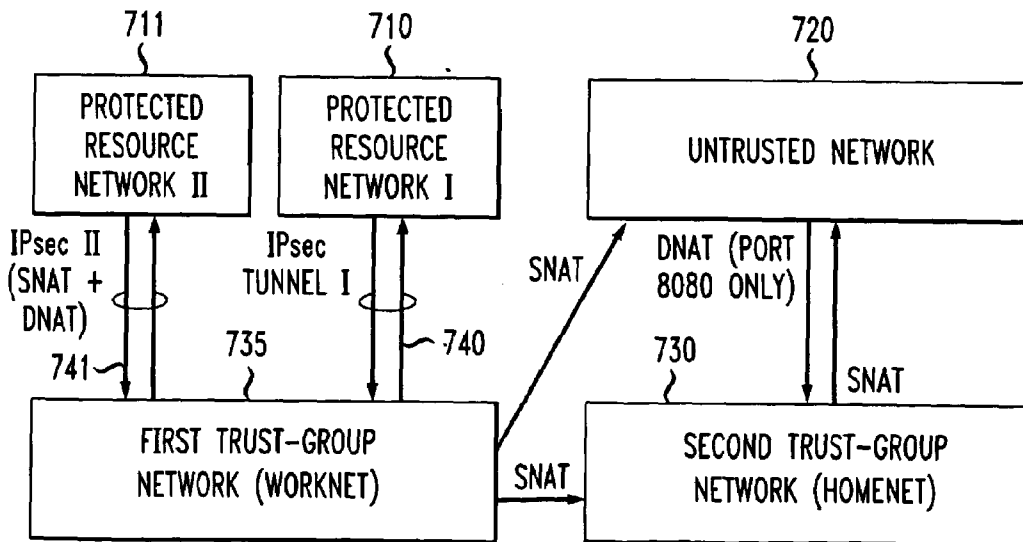 711
710
720
PROTECTED
RESOURCE
NETWORK II
PROTECTED
RESOURCE
NETWORK I
UNTRUSTED NETWORK
IPsec II
(SNAT +
DNAT)
IPsec
TUNNEL I
SNAT
DNAT (PORT
8080 ONLY)
741
735
740
730
SNAT
FIRST TRUST-GROUP
NETWORK (WORKNET)
SNAT
SECOND TRUST-GROUP
NETWORK (HOMENET)